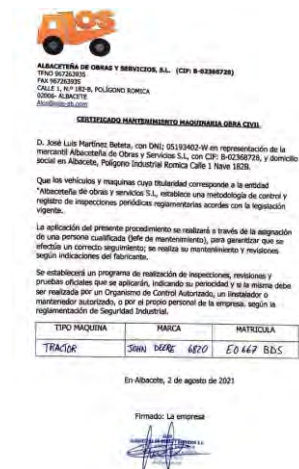 AOS
ALBACETEÑA DE OBRAS Y SERVICIOS, S.L. (CIF: B-02368728)
TFNO 967263935
FAX 967263935
CALLE 1, N.º 182-B, POLÍGONO ROMICA
02006- ALBACETE
CERTIFICADO MANTENIMIENTO MAQUINARIA OBRA CIVIL
D. José Luis Martínez Beteta, con DNI; 05193402-W en representación de la
mercantil Albaceteña de Obras y Servicios S.L, con CIF: B-02368728, y domicilio
social en Albacete, Polígono Industrial Romica Calle 1 Nave 182B.
Que los vehículos y maquinas cuya titularidad corresponde a la entidad
"Albaceteña de obras y servicios S.L, establece una metodología de control y
registro de inspecciones periódicas reglamentarias acordes con la legislación
vigente.
La aplicación del presente procedimiento se realizará a través de la asignación
de una persona cualificada (jefe de mantenimiento), para garantizar que se
efectúa un correcto seguimiento; se realiza su mantenimiento y revisiones
según indicaciones del fabricante.
Se establecerá un programa de realización de inspecciones, revisiones y
pruebas oficiales que se aplicarán, indicando su periocidad y si la misma debe
ser realizada por un Organismo de Control Autorizado, un iinstalador o
mantenedor autorizado, o por el propio personal de la empresa. según la
reglamentación de Seguridad Industrial.
TIPO MAQUINA MARCA MATRICULA
TRACTOR JOHN DEERE 6820 E0667 BDS
En Albacete, 2 de agosto de 2021
Firmado: La empresa